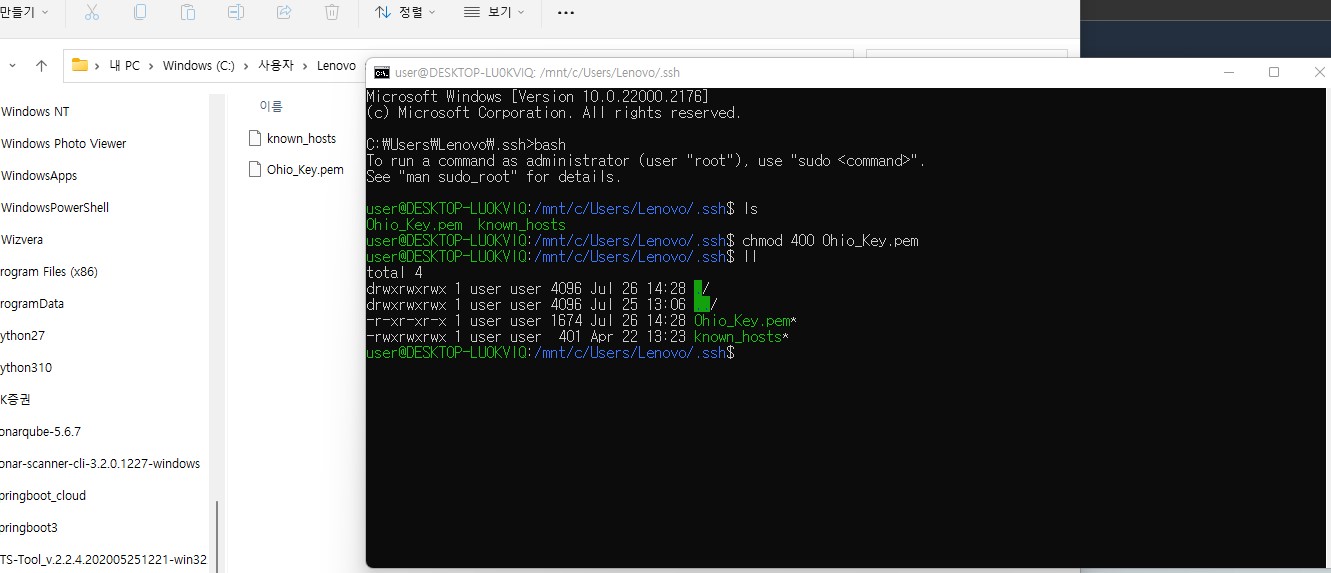 만들기
정렬
보기
내 PC > Windows (C:) > 사용자 > Lenovo
Windows NT
Windows Photo Viewer
WindowsApps
WindowsPowerShell
Wizvera
rogram Files (x86)
rogramData
ython27
ython310
K증권
onarqube-5.6.7
onar-scanner-cli-3.2.0.1227-windows
pringboot_cloud
pringboot3
TS-Tool_v.2.2.4.202005251221-win32
이름
known_hosts
Ohio_Key.pem
user@DESKTOP-LU0KVIQ: /mnt/c/Users/Lenovo/.ssh
Microsoft Windows [Version 10.0.22000.2176]
(c) Microsoft Corporation. All rights reserved.
C:₩Users₩Lenovo₩.ssh>bash
To run a command as administrator (user "root"), use "sudo <command>".
See "man sudo_root" for details.
user@DESKTOP-LU0KVIQ:/mnt/c/Users/Lenovo/.ssh$ ls
Ohio_Key.pem  known_hosts
user@DESKTOP-LU0KVIQ:/mnt/c/Users/Lenovo/.ssh$ chmod 400 Ohio_Key.pem
user@DESKTOP-LU0KVIQ:/mnt/c/Users/Lenovo/.ssh$ ll
total 4
drwxrwxrwx 1 user user 4096 Jul 26 14:28 ./
drwxrwxrwx 1 user user 4096 Jul 25 13:06 ../
-r-xr-xr-x 1 user user 1674 Jul 26 14:28 Ohio_Key.pem*
-rwxrwxrwx 1 user user  401 Apr 22 13:23 known_hosts*
user@DESKTOP-LU0KVIQ:/mnt/c/Users/Lenovo/.ssh$